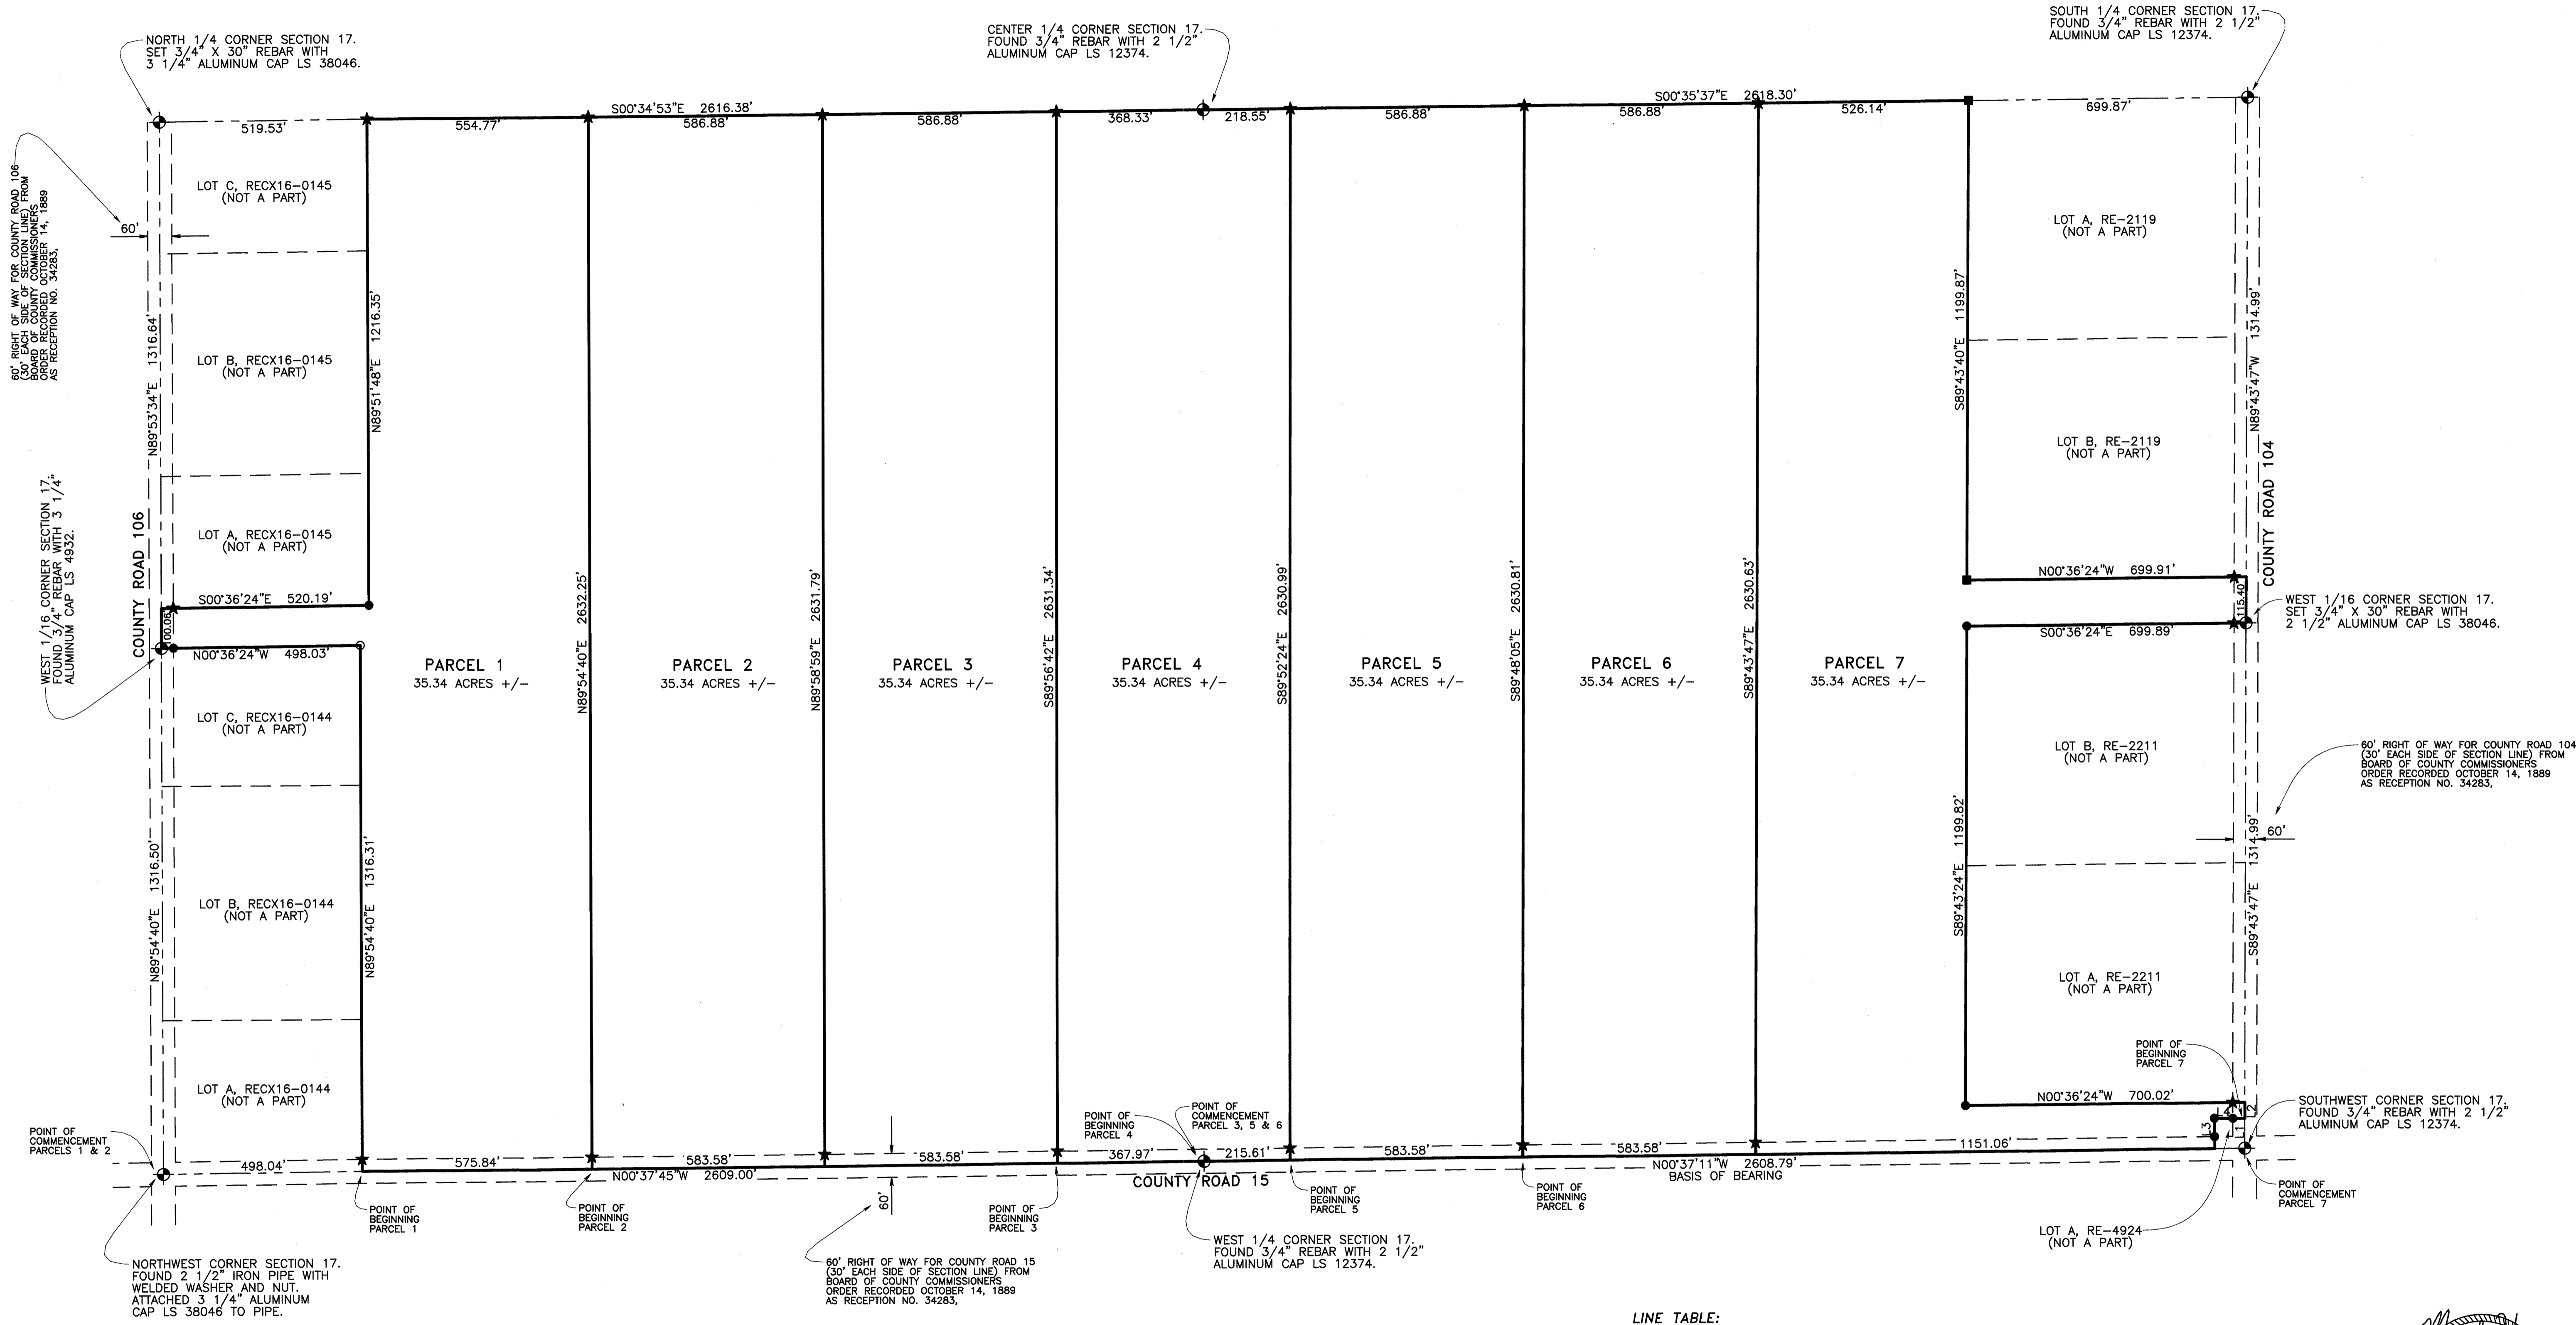 NORTH 1/4 CORNER SECTION 17.
SET 3/4" X 30" REBAR WITH
3 1/4" ALUMINUM CAP LS 38046.
CENTER 1/4 CORNER SECTION 17.
FOUND 3/4" REBAR WITH 2 1/2"
ALUMINUM CAP LS 12374.
SOUTH 1/4 CORNER SECTION 17.
FOUND 3/4" REBAR WITH 2 1/2"
ALUMINUM CAP LS 12374.
S00°34'53"E 2616.38'
S00°35'37"E 2618.30'
519.53'
554.77'
586.88'
586.88'
368.33'
218.55'
586.88'
586.88'
526.14'
699.87'
60' RIGHT OF WAY FOR COUNTY ROAD 106
(30' EACH SIDE OF SECTION LINE) FROM
BOARD OF COUNTY COMMISSIONERS
ORDER RECORDED OCTOBER 14, 1889
AS RECEPTION NO. 34283,
60'
LOT C, RECX16-0145
(NOT A PART)
LOT B, RECX16-0145
(NOT A PART)
LOT A, RECX16-0145
(NOT A PART)
N89°53'34"E 1316.64'
N89°51'48"E 1216.35'
COUNTY ROAD 106
WEST 1/16 CORNER SECTION 17.
FOUND 3/4" REBAR WITH 3 1/4"
ALUMINUM CAP LS 4932.
S00°36'24"E 520.19'
100.06'
N00°36'24"W 498.03'
LOT C, RECX16-0144
(NOT A PART)
LOT B, RECX16-0144
(NOT A PART)
LOT A, RECX16-0144
(NOT A PART)
N89°54'40"E 1316.50'
N89°54'40"E 1316.31'
PARCEL 1
35.34 ACRES +/-
N89°54'40"E 2632.25'
PARCEL 2
35.34 ACRES +/-
N89°58'59"E 2631.79'
PARCEL 3
35.34 ACRES +/-
S89°56'42"E 2631.34'
PARCEL 4
35.34 ACRES +/-
S89°52'24"E 2630.99'
PARCEL 5
35.34 ACRES +/-
S89°48'05"E 2630.81'
PARCEL 6
35.34 ACRES +/-
S89°43'47"E 2630.63'
PARCEL 7
35.34 ACRES +/-
S89°43'40"E 1199.87'
LOT A, RE-2119
(NOT A PART)
LOT B, RE-2119
(NOT A PART)
N89°43'47"W 1314.99'
COUNTY ROAD 104
N00°36'24"W 699.91'
115.40'
S00°36'24"E 699.89'
WEST 1/16 CORNER SECTION 17.
SET 3/4" X 30" REBAR WITH
2 1/2" ALUMINUM CAP LS 38046.
LOT B, RE-2211
(NOT A PART)
60' RIGHT OF WAY FOR COUNTY ROAD 104
(30' EACH SIDE OF SECTION LINE) FROM
BOARD OF COUNTY COMMISSIONERS
ORDER RECORDED OCTOBER 14, 1889
AS RECEPTION NO. 34283,
60'
S89°43'24"E 1199.82'
S89°43'47"E 1314.99'
LOT A, RE-2211
(NOT A PART)
POINT OF
BEGINNING
PARCEL 7
N00°36'24"W 700.02'
L4
L2
L3
L1
SOUTHWEST CORNER SECTION 17.
FOUND 3/4" REBAR WITH 2 1/2"
ALUMINUM CAP LS 12374.
POINT OF
COMMENCEMENT
PARCELS 1 & 2
POINT OF
BEGINNING
PARCEL 4
POINT OF
COMMENCEMENT
PARCEL 3, 5 & 6
498.04'
575.84'
583.58'
583.58'
367.97'
215.61'
583.58'
583.58'
1151.06'
N00°37'45"W 2609.00'
COUNTY ROAD 15
N00°37'11"W 2608.79'
BASIS OF BEARING
POINT OF
BEGINNING
PARCEL 1
POINT OF
BEGINNING
PARCEL 2
60'
POINT OF
BEGINNING
PARCEL 3
POINT OF
BEGINNING
PARCEL 5
POINT OF
BEGINNING
PARCEL 6
POINT OF
COMMENCEMENT
PARCEL 7
LOT A, RE-4924
(NOT A PART)
NORTHWEST CORNER SECTION 17.
FOUND 2 1/2" IRON PIPE WITH
WELDED WASHER AND NUT.
ATTACHED 3 1/4" ALUMINUM
CAP LS 38046 TO PIPE.
60' RIGHT OF WAY FOR COUNTY ROAD 15
(30' EACH SIDE OF SECTION LINE) FROM
BOARD OF COUNTY COMMISSIONERS
ORDER RECORDED OCTOBER 14, 1889
AS RECEPTION NO. 34283,
WEST 1/4 CORNER SECTION 17.
FOUND 3/4" REBAR WITH 2 1/2"
ALUMINUM CAP LS 12374.
LINE TABLE: